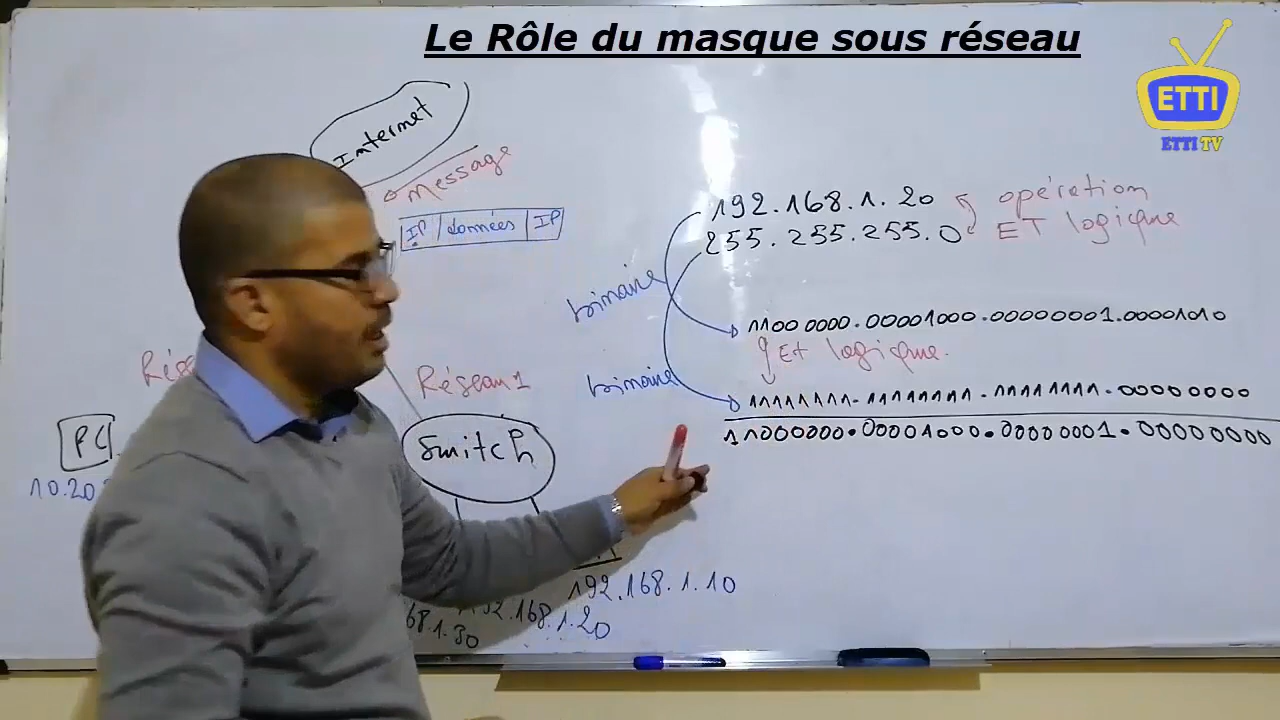 Le Rôle du masque sous réseau
ETTI
ETTI TV
Internet
Message
IP / données / IP
192.168.1.20
opération
255.255.255.0
ET logique
binaire
11000000.00001000.00000001.00001010
Et logique.
binaire
11111111.11111111.11111111.00000000
11000000.00001000.00000001.00000000
Réseau 1
Switch
PC
10.20
192.168.1.10
192.168.1.20
68.1.30